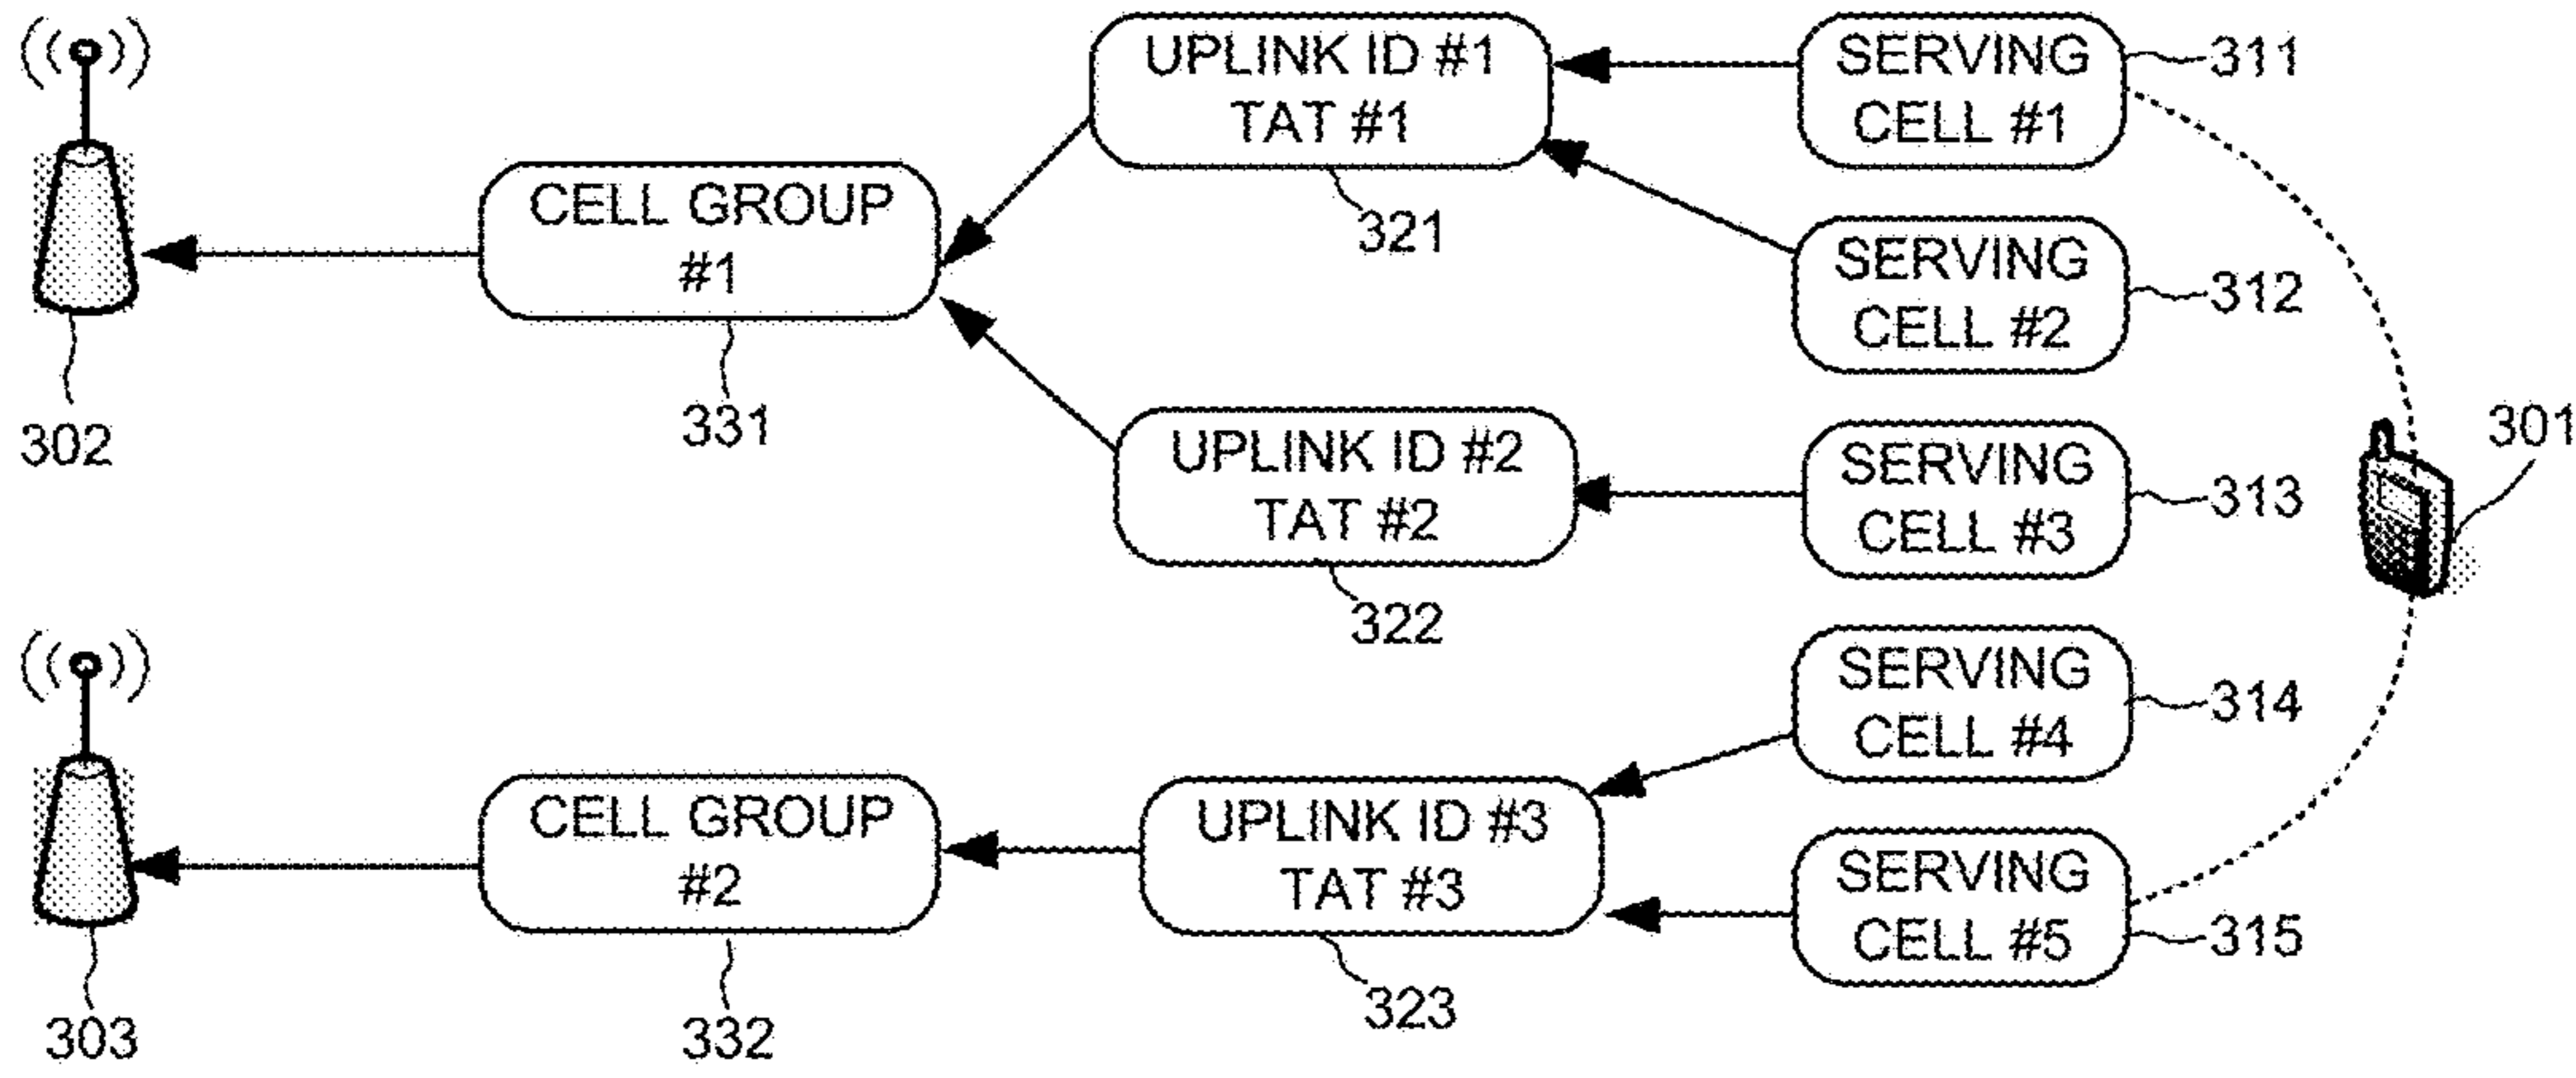 UPLINK ID #1
TAT #1
321
SERVING
CELL #1
311
CELL GROUP
#1
331
302
SERVING
CELL #2
312
UPLINK ID #2
TAT #2
322
SERVING
CELL #3
313
301
SERVING
CELL #4
314
CELL GROUP
#2
332
303
UPLINK ID #3
TAT #3
323
SERVING
CELL #5
315